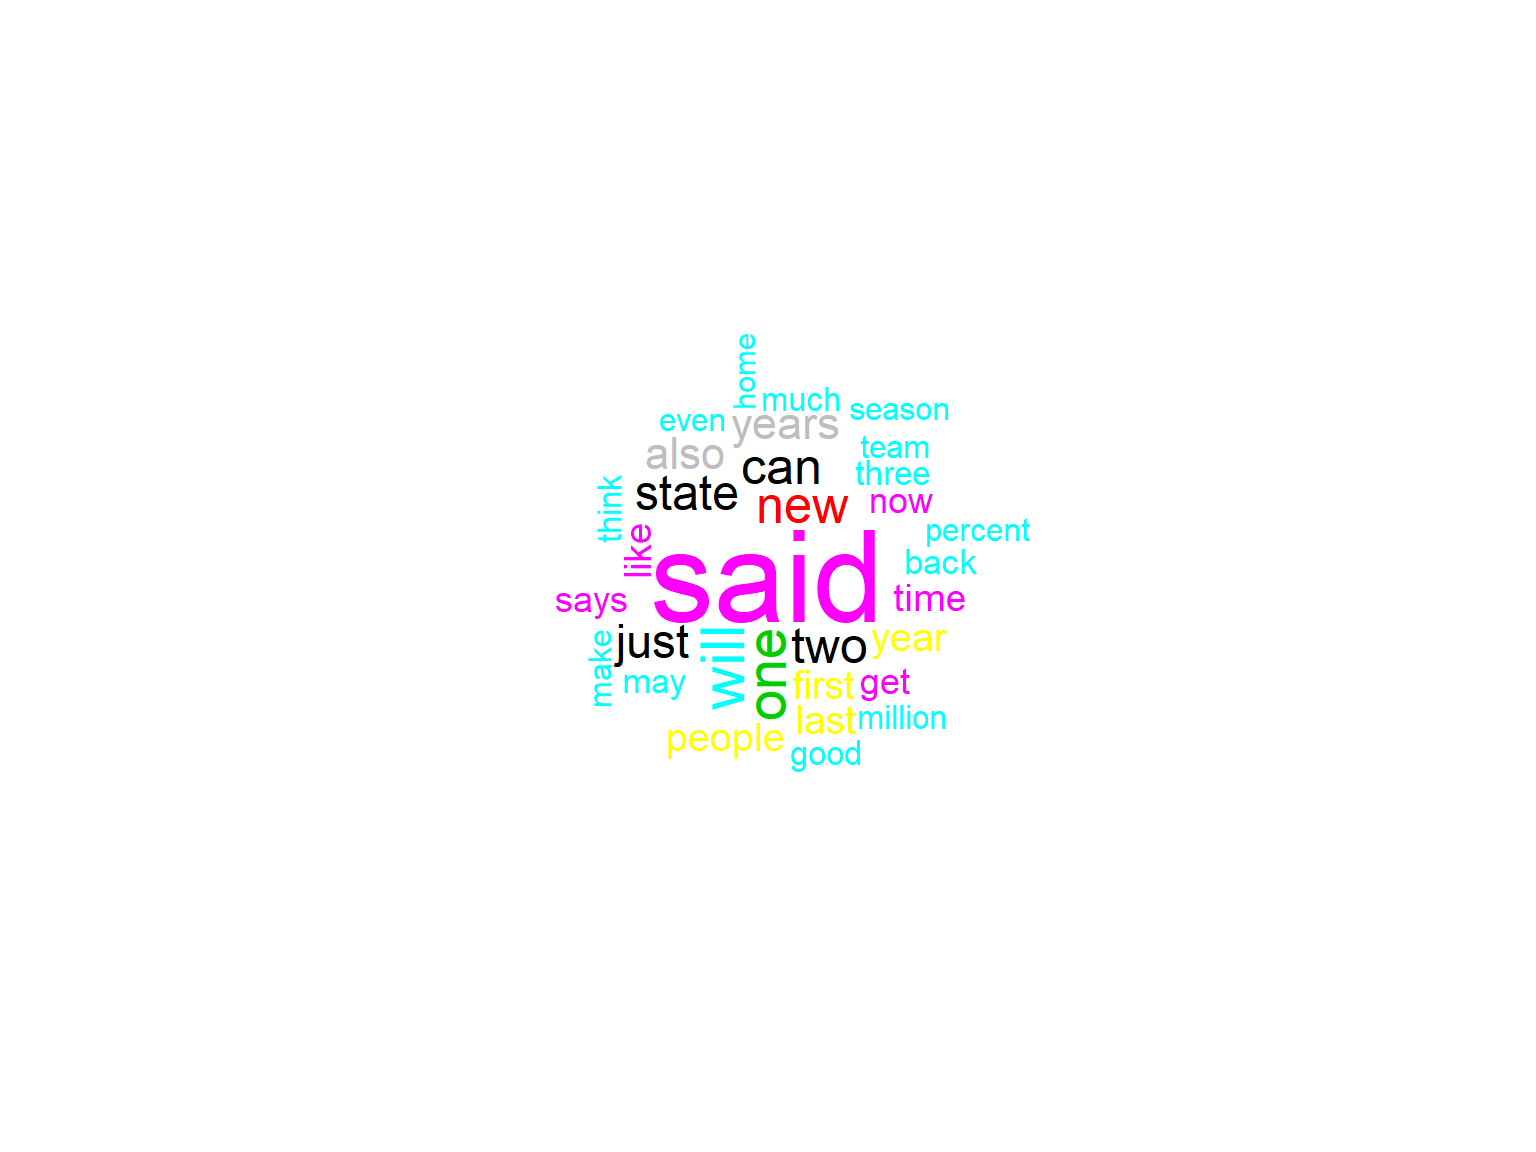 home
much
season
even
years
also
team
can
three
state
think
new
now
like
percent
said
back
says
time
just
will
one
two
year
make
may
first
get
last
million
people
good